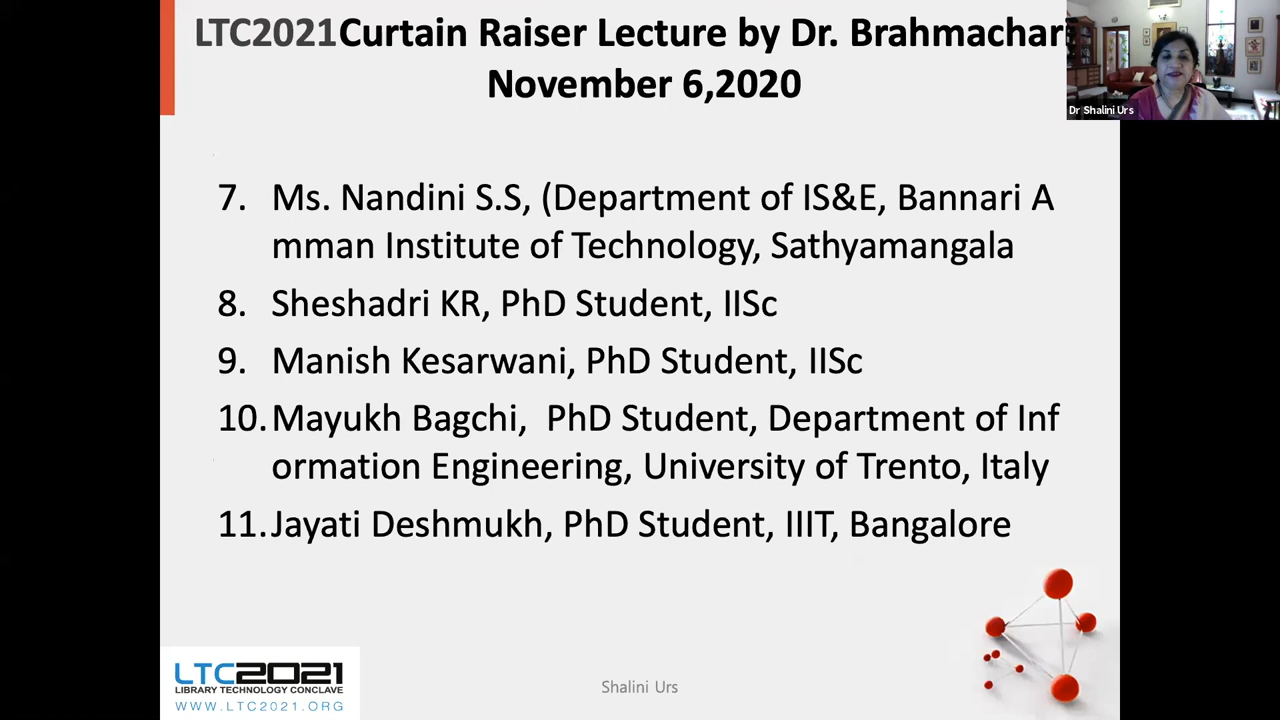 LTC2021Curtain Raiser Lecture by Dr. Brahmachari
November 6,2020
Dr Shalini Urs
7. Ms. Nandini S.S, (Department of IS&E, Bannari A
mman Institute of Technology, Sathyamangala
8. Sheshadri KR, PhD Student, IISc
9. Manish Kesarwani, PhD Student, IISc
10. Mayukh Bagchi, PhD Student, Department of Inf
ormation Engineering, University of Trento, Italy
11. Jayati Deshmukh, PhD Student, IIIT, Bangalore
LTC2021
LIBRARY TECHNOLOGY CONCLAVE
WWW.LTC2021.ORG
Shalini Urs